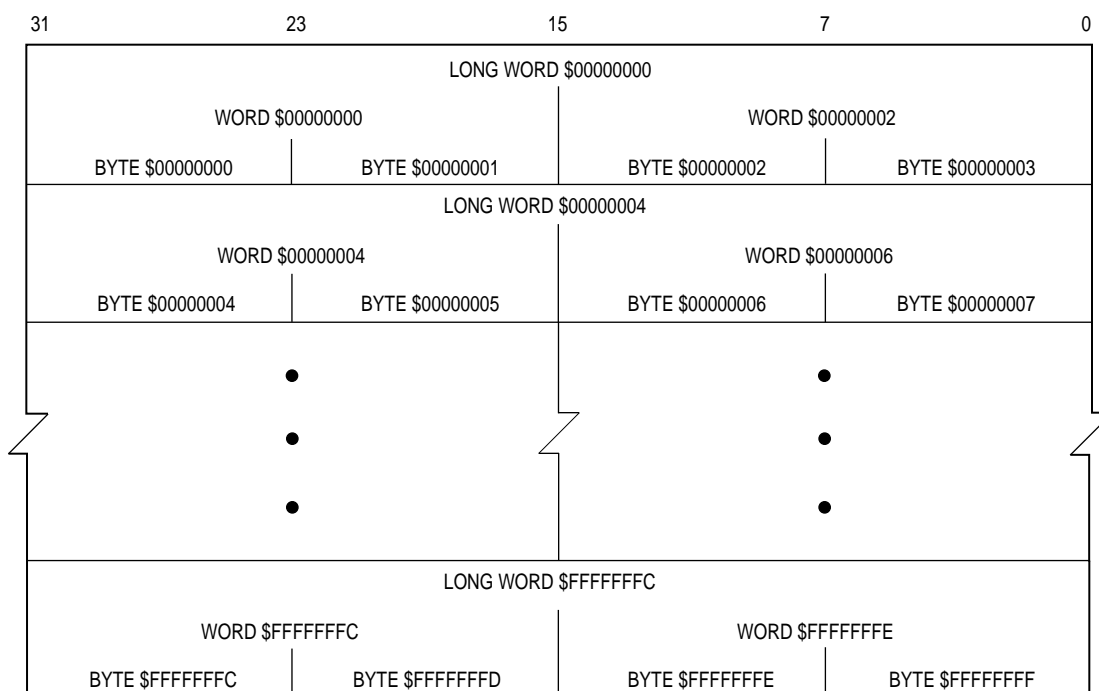 31 23 15 7 0
LONG WORD $00000000
WORD $00000000 WORD $00000002
BYTE $00000000 BYTE $00000001 BYTE $00000002 BYTE $00000003
LONG WORD $00000004
WORD $00000004 WORD $00000006
BYTE $00000004 BYTE $00000005 BYTE $00000006 BYTE $00000007
LONG WORD $FFFFFFFC
WORD $FFFFFFFC WORD $FFFFFFFE
BYTE $FFFFFFFC BYTE $FFFFFFFD BYTE $FFFFFFFE BYTE $FFFFFFFF